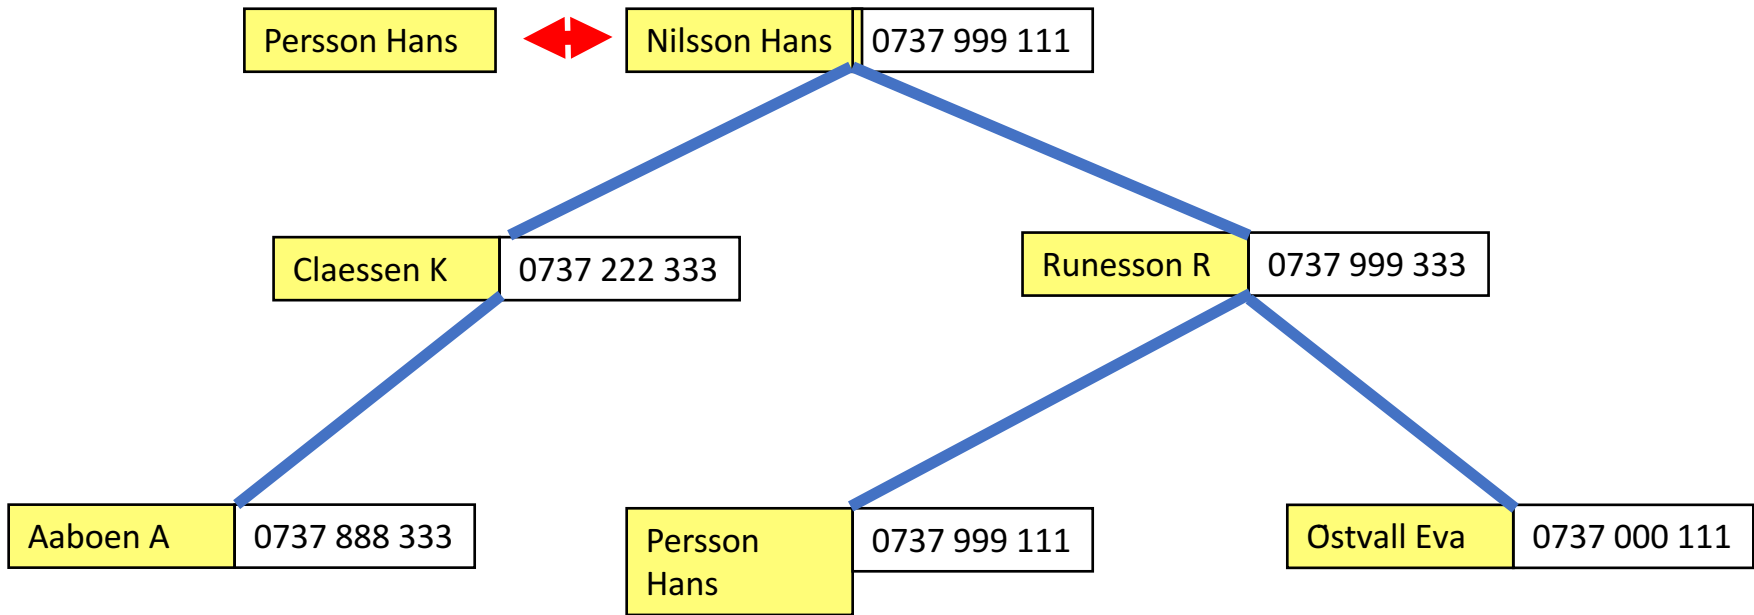 Persson Hans
Nilsson Hans 0737 999 111
Claessen K 0737 222 333
Runesson R 0737 999 333
Aaboen A 0737 888 333
Persson
Hans
0737 999 111
Östvall Eva 0737 000 111